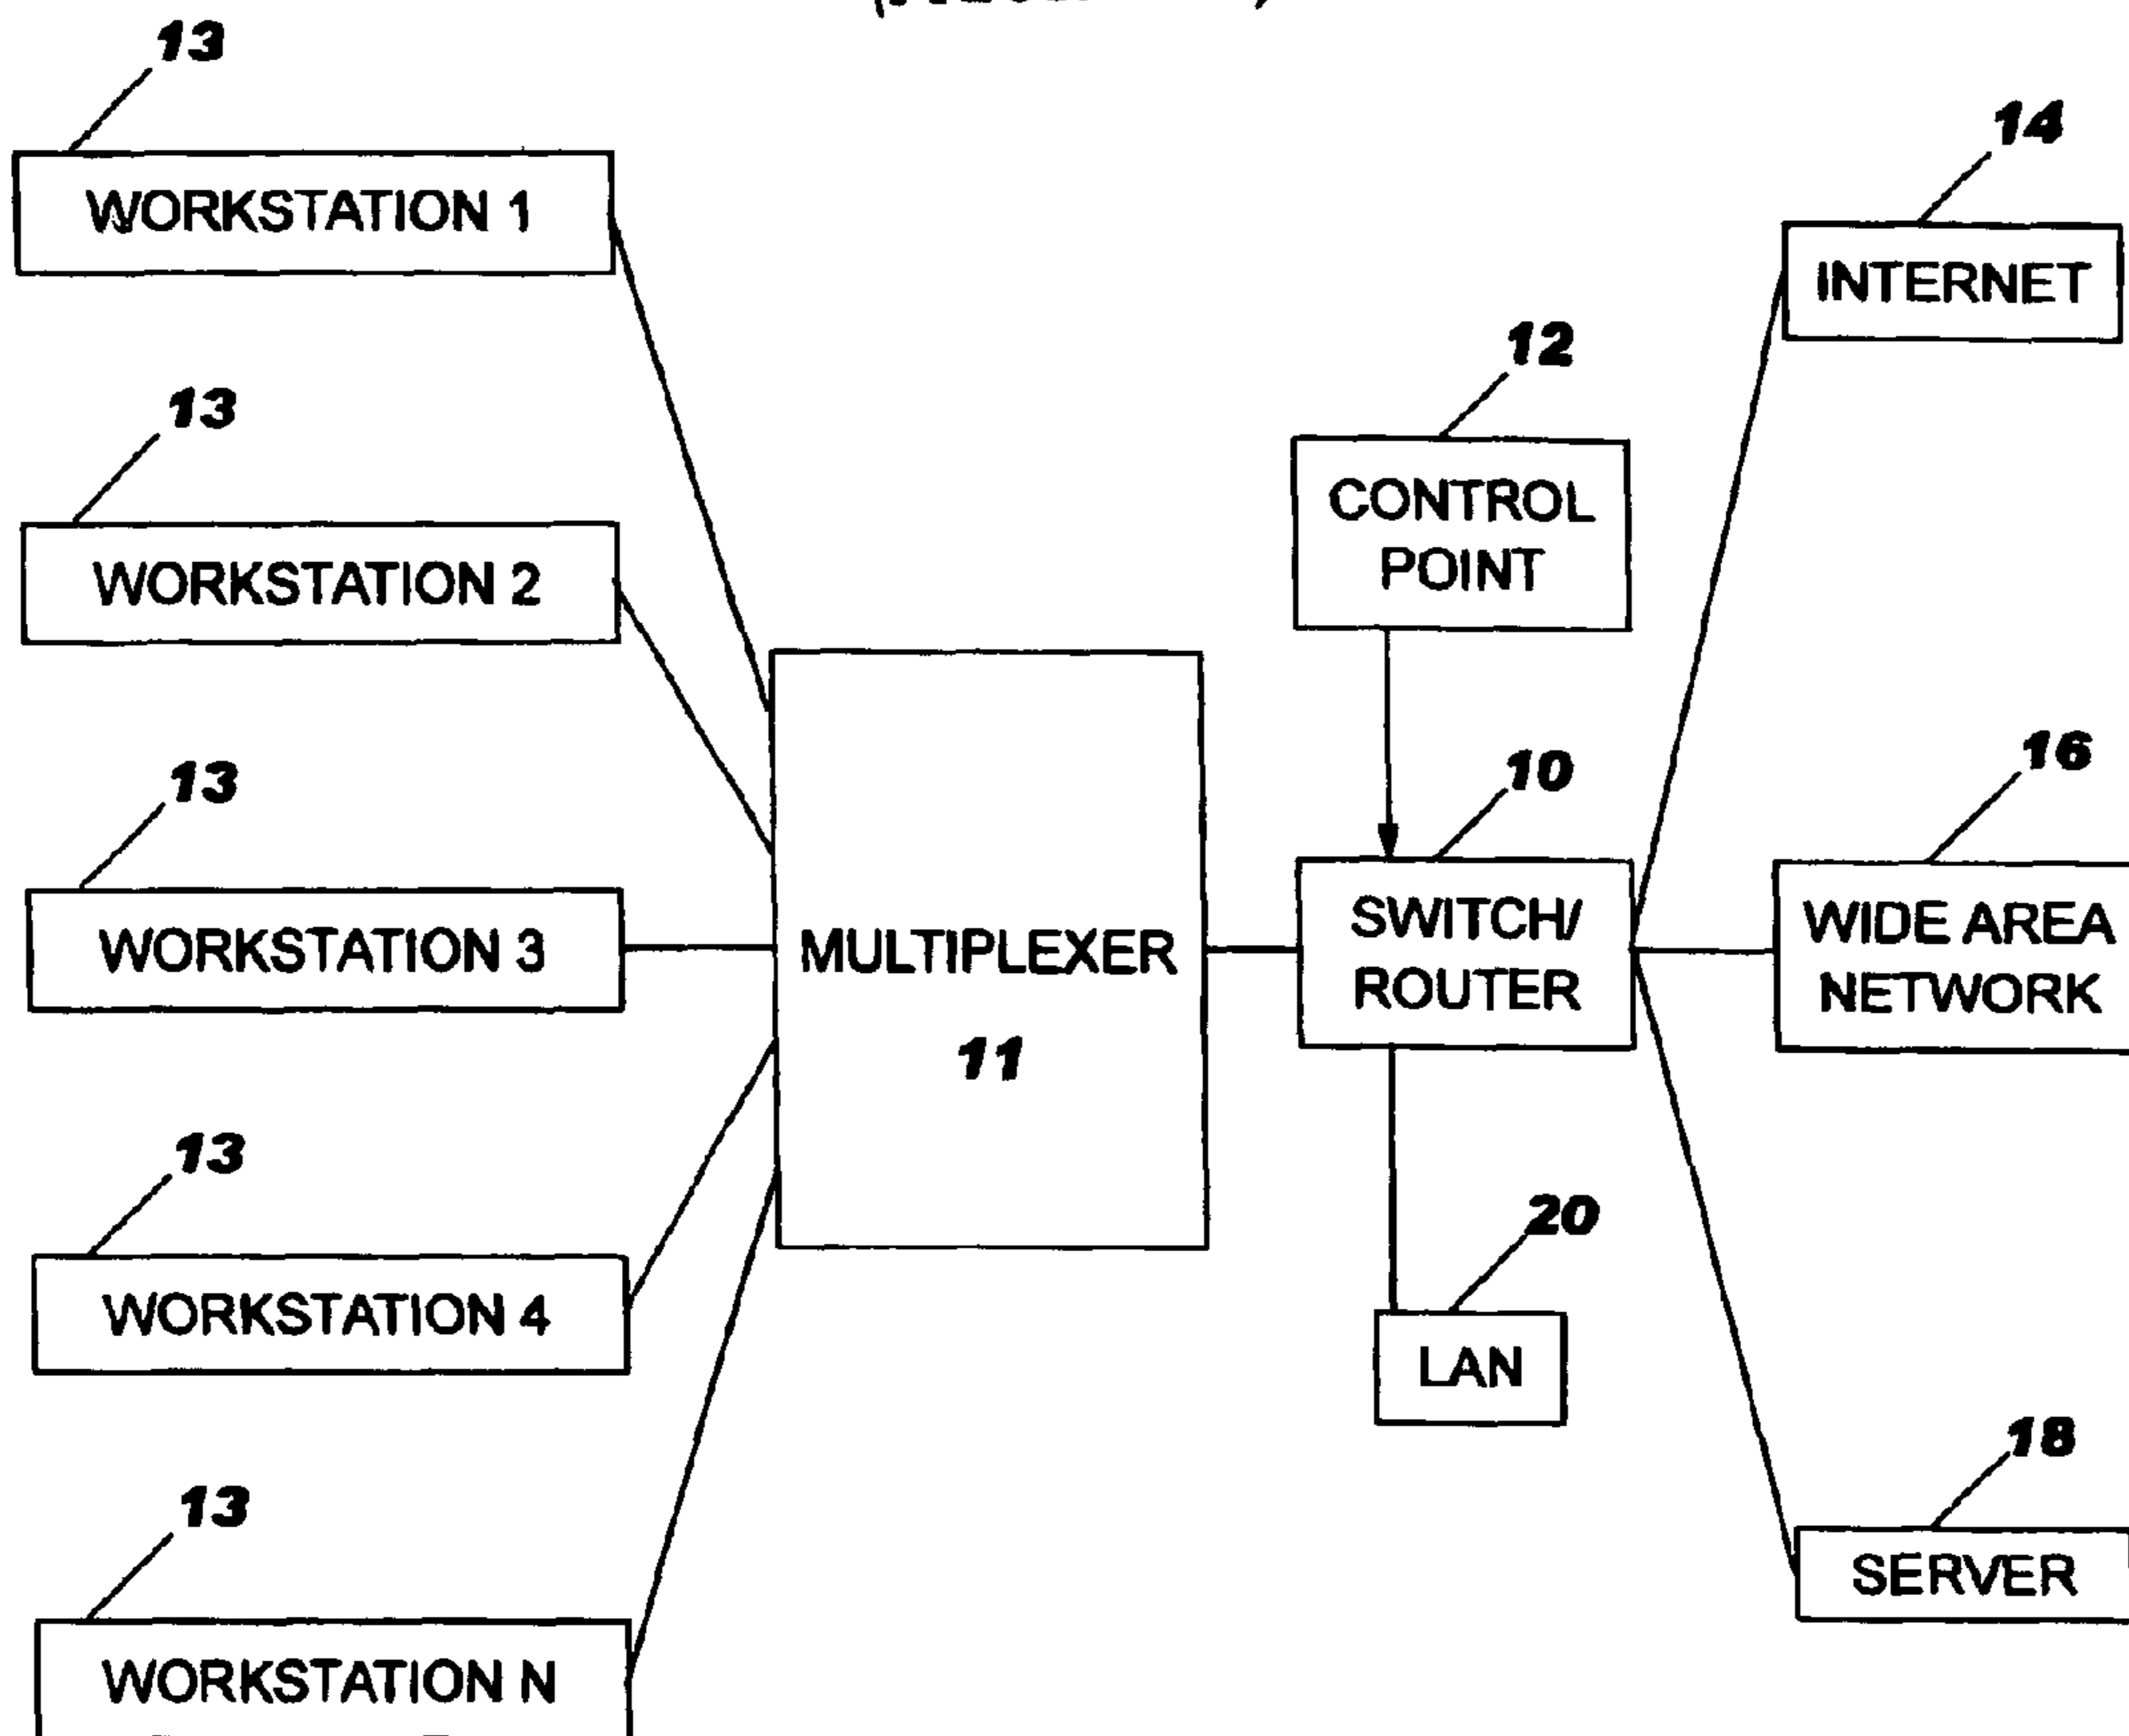 13
WORKSTATION 1
14
INTERNET
12
13
CONTROL
POINT
WORKSTATION 2
13
10
16
SWITCH/
ROUTER
WIDE AREA
NETWORK
WORKSTATION 3
MULTIPLEXER
11
13
20
WORKSTATION 4
LAN
18
13
SERVER
WORKSTATION N